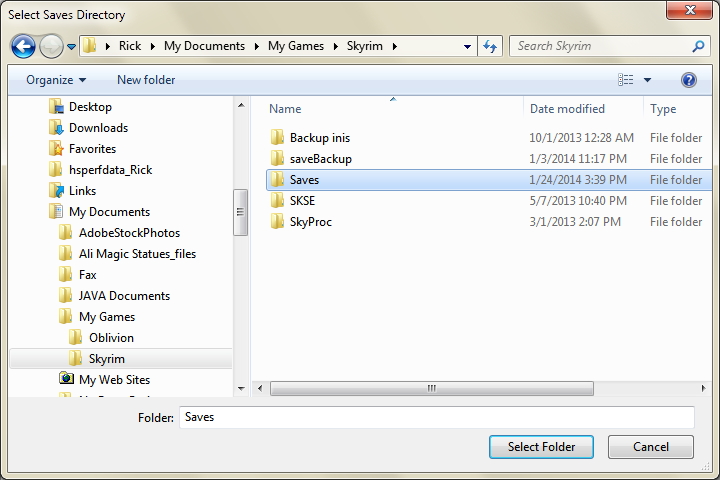 Select Saves Directory
Rick My Documents My Games Skyrim
Search Skyrim
Organize New folder
Desktop
Downloads
Favorites
hsperfdata_Rick
Links
My Documents
AdobeStockPhotos
Ali Magic Statues_files
Fax
JAVA Documents
My Games
Oblivion
Skyrim
My Web Sites
Name Date modified Type
Backup inis 10/1/2013 12:28 AM File folder
saveBackup 1/3/2014 11:17 PM File folder
Saves 1/24/2014 3:39 PM File folder
SKSE 5/7/2013 10:40 PM File folder
SkyProc 3/1/2013 2:07 PM File folder
Folder: Saves
Select Folder Cancel